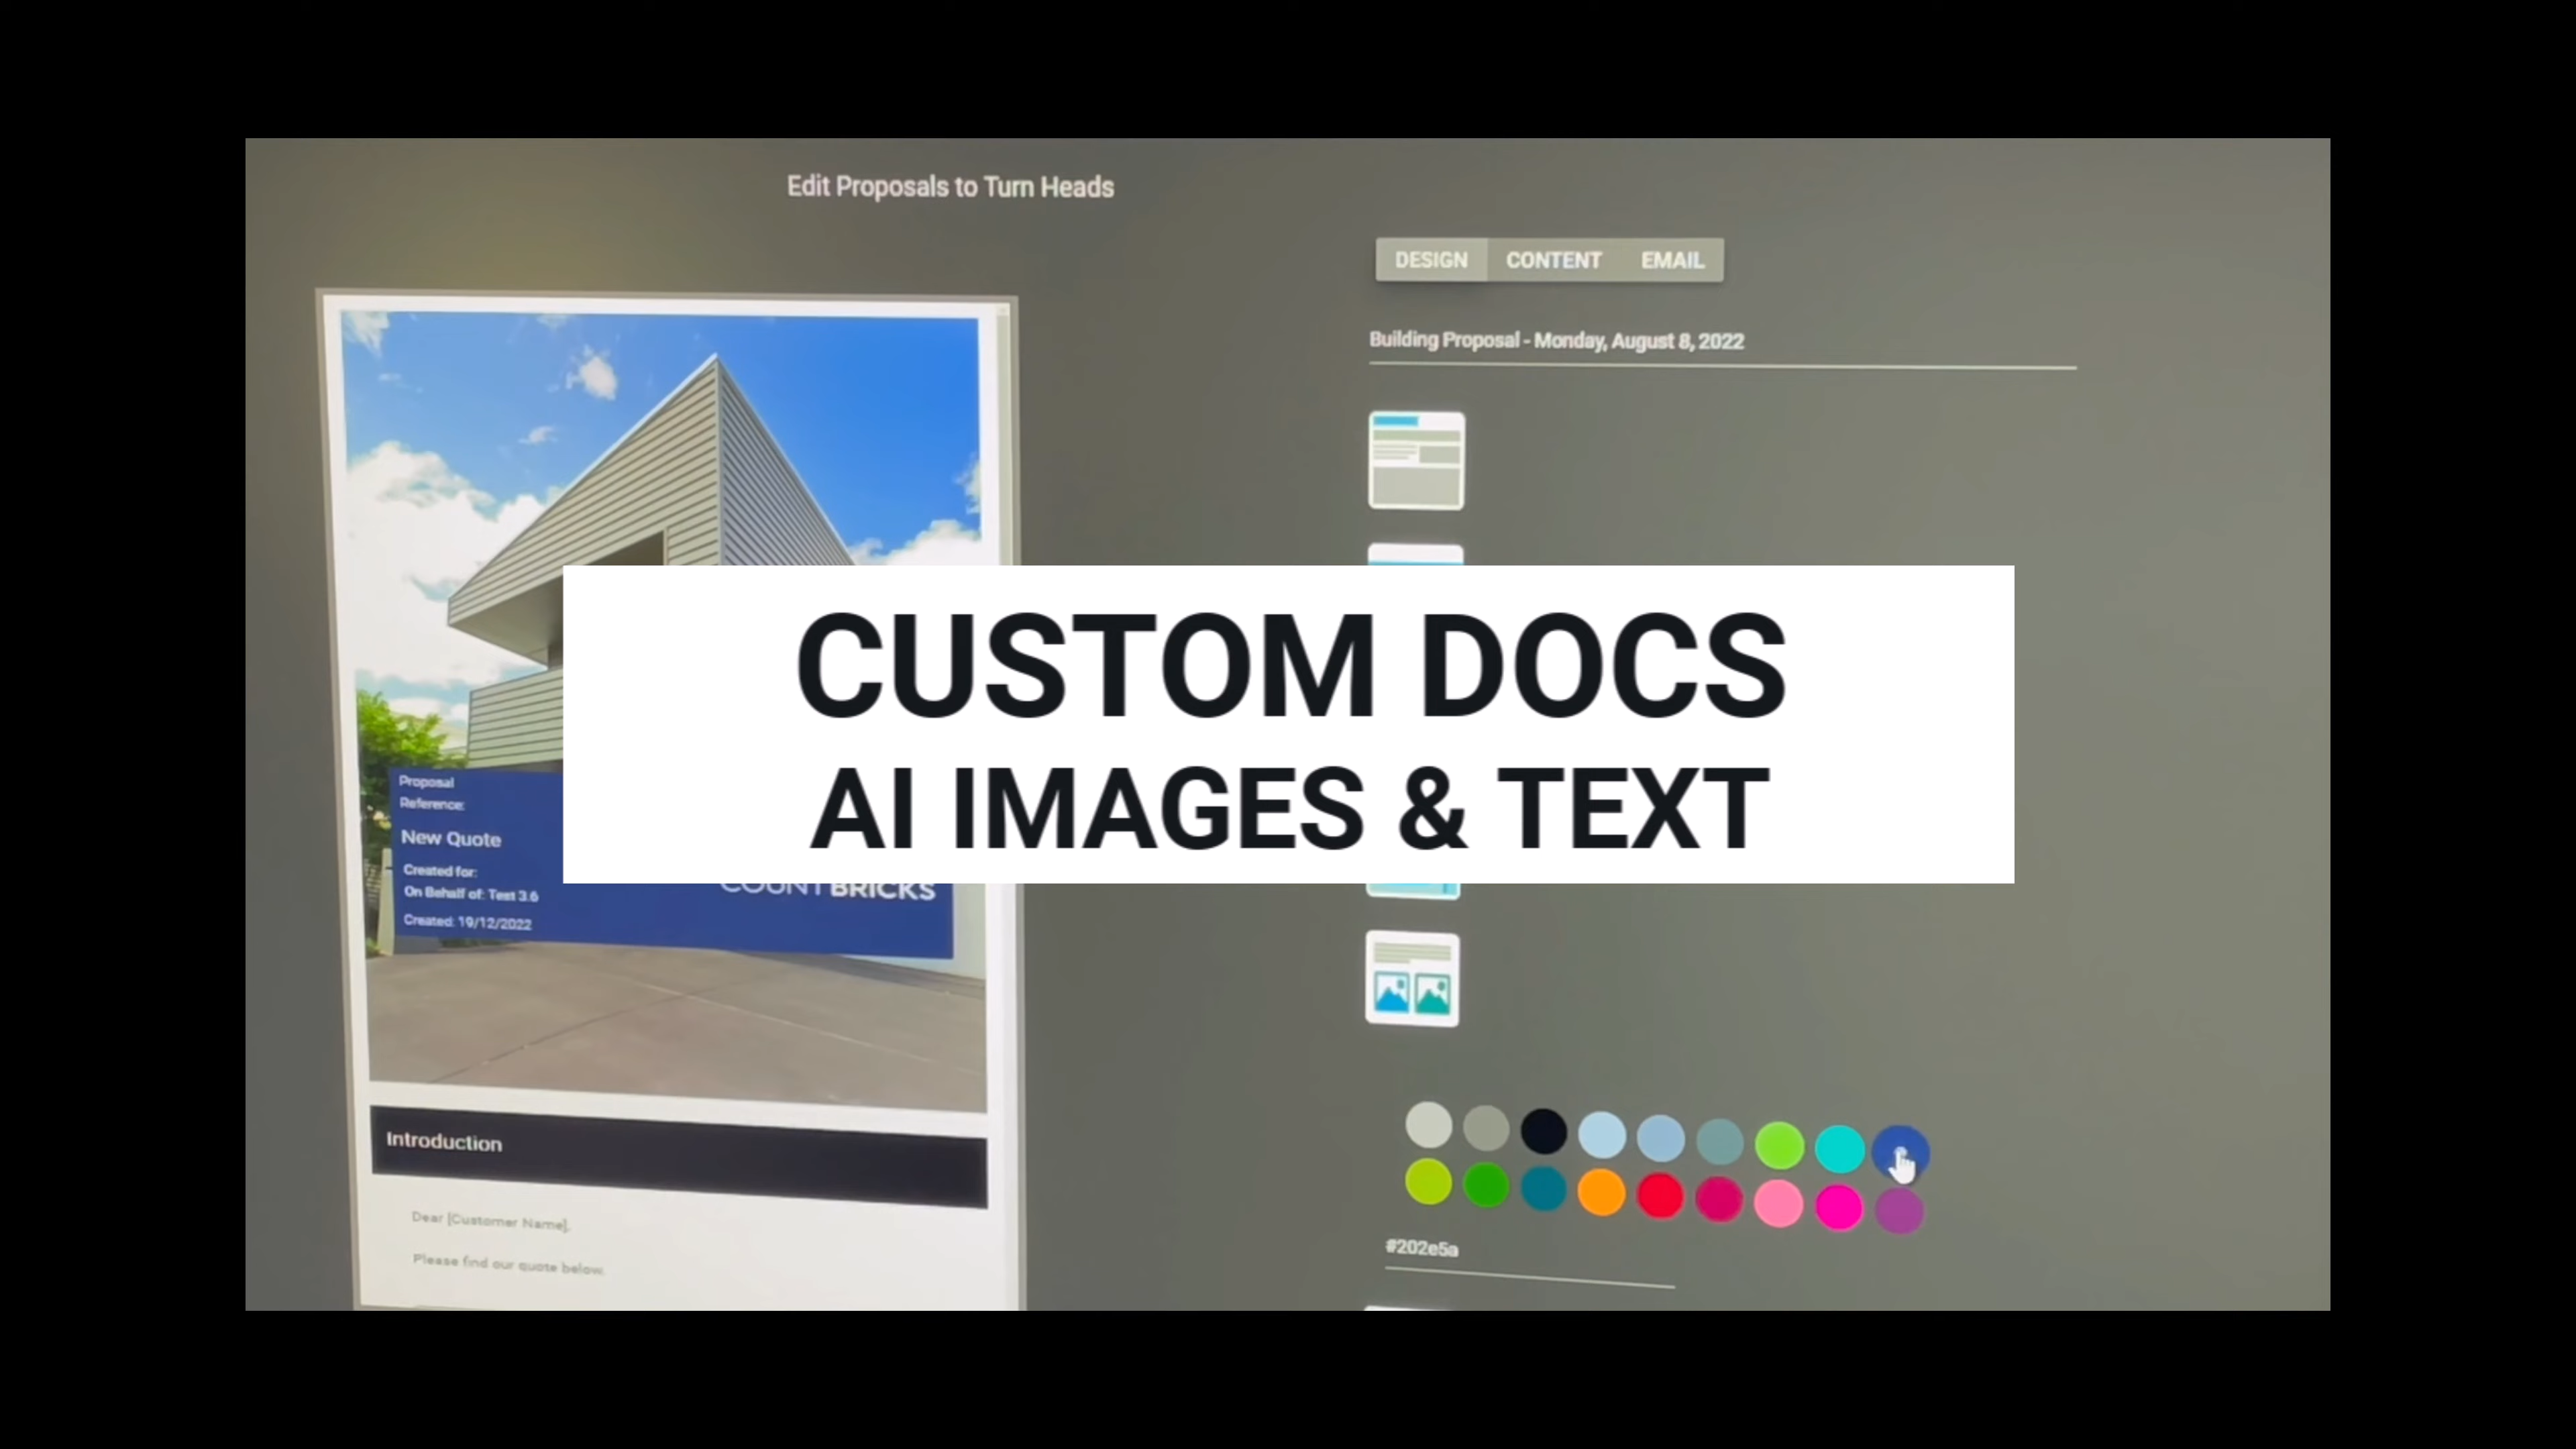 Edit Proposals to Turn Heads
DESIGN CONTENT EMAIL
Building Proposal - Monday, August 8, 2022
CUSTOM DOCS
AI IMAGES & TEXT
Proposal
Reference:
New Quote
Created for:
On Behalf of: Test 3.6
Created: 19/12/2022
COUNTBRICKS
Introduction
Dear [Customer Name],
Please find our quote below.
#202e5a